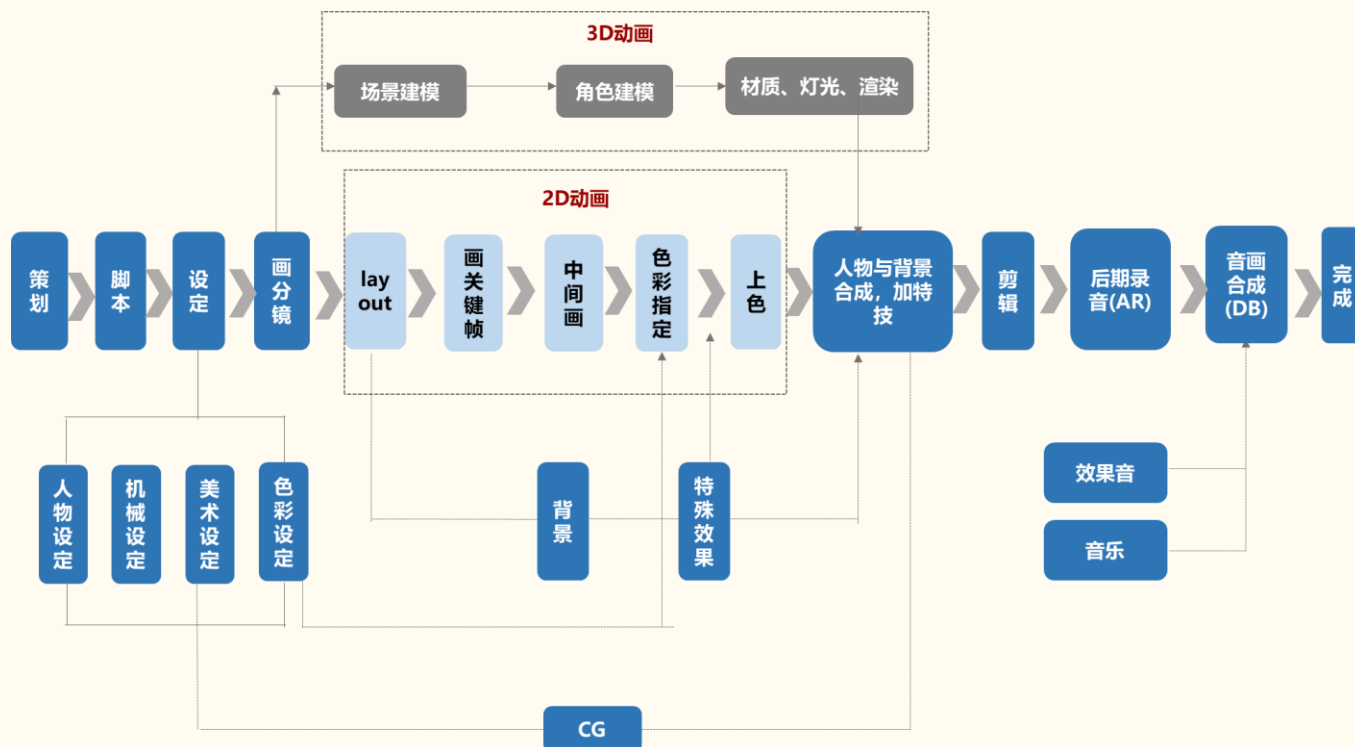 3D动画
场景建模
角色建模
材质、灯光、渲染
2D动画
策划
脚本
设定
画分镜
lay
out
画关键帧
中间画
色彩指定
上色
人物与背景
合成，加特
技
剪辑
后期录
音(AR)
音画
合成
(DB)
完成
人物设定
机械设定
美术设定
色彩设定
背景
特殊效果
效果音
音乐
CG